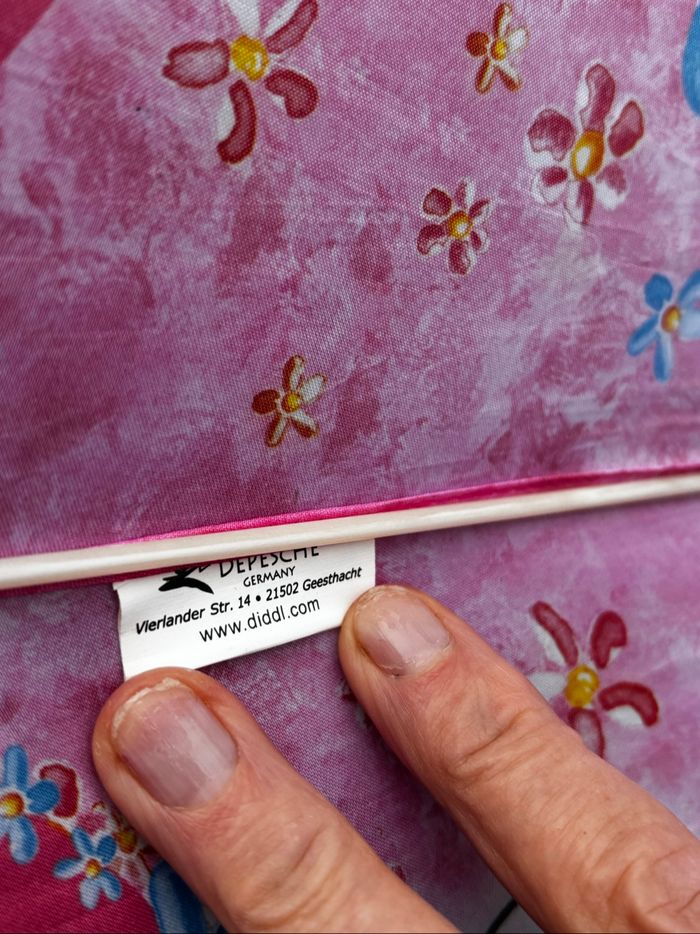 DEPESCHE
GERMANY
Vierlander Str. 14 • 21502 Geesthacht
www.diddl.com